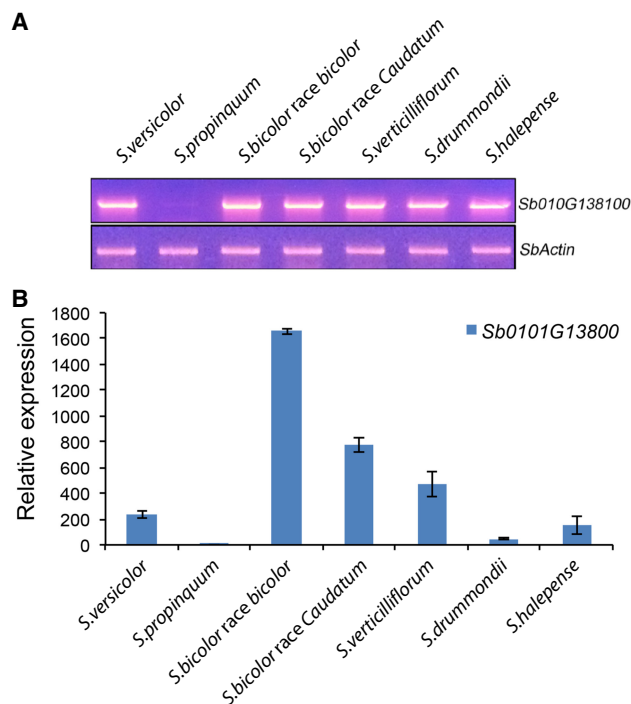 A
S.versicolor
S.propinquum
S.bicolor race bicolor
S.bicolor race Caudatum
S.verticilliflorum
S.drummondii
S.halepense
Sb010G138100
SbActin
B
1800
1600
1400
1200
1000
800
600
400
200
0
Relative expression
Sb0101G13800
S.versicolor
S.propinquum
S.bicolor race bicolor
S.bicolor race Caudatum
S.verticilliflorum
S.drummondii
S.halepense